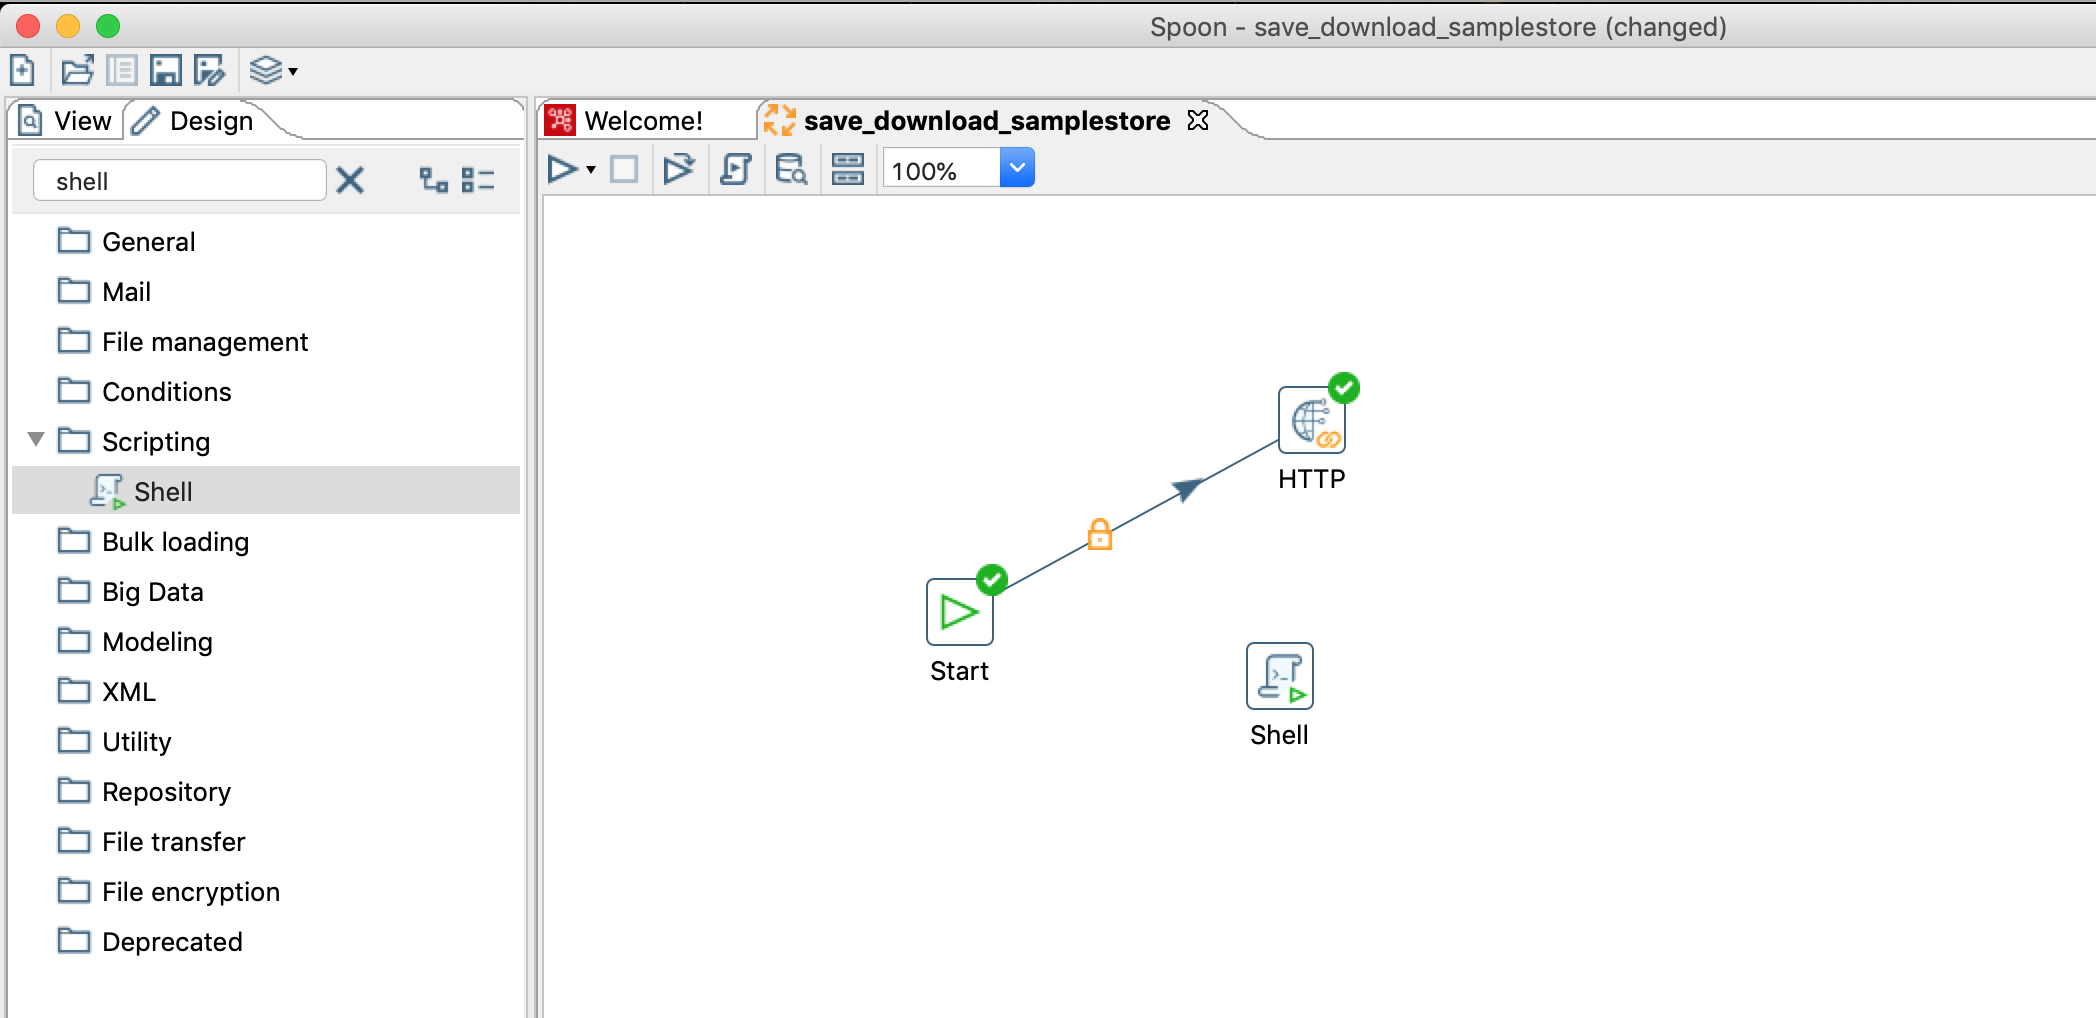 Spoon - save_download_samplestore (changed)
View
Design
Welcome!
save_download_samplestore
shell
100%
General
Mail
File management
Conditions
Scripting
Shell
Bulk loading
Big Data
Modeling
XML
Utility
Repository
File transfer
File encryption
Deprecated
HTTP
Start
Shell